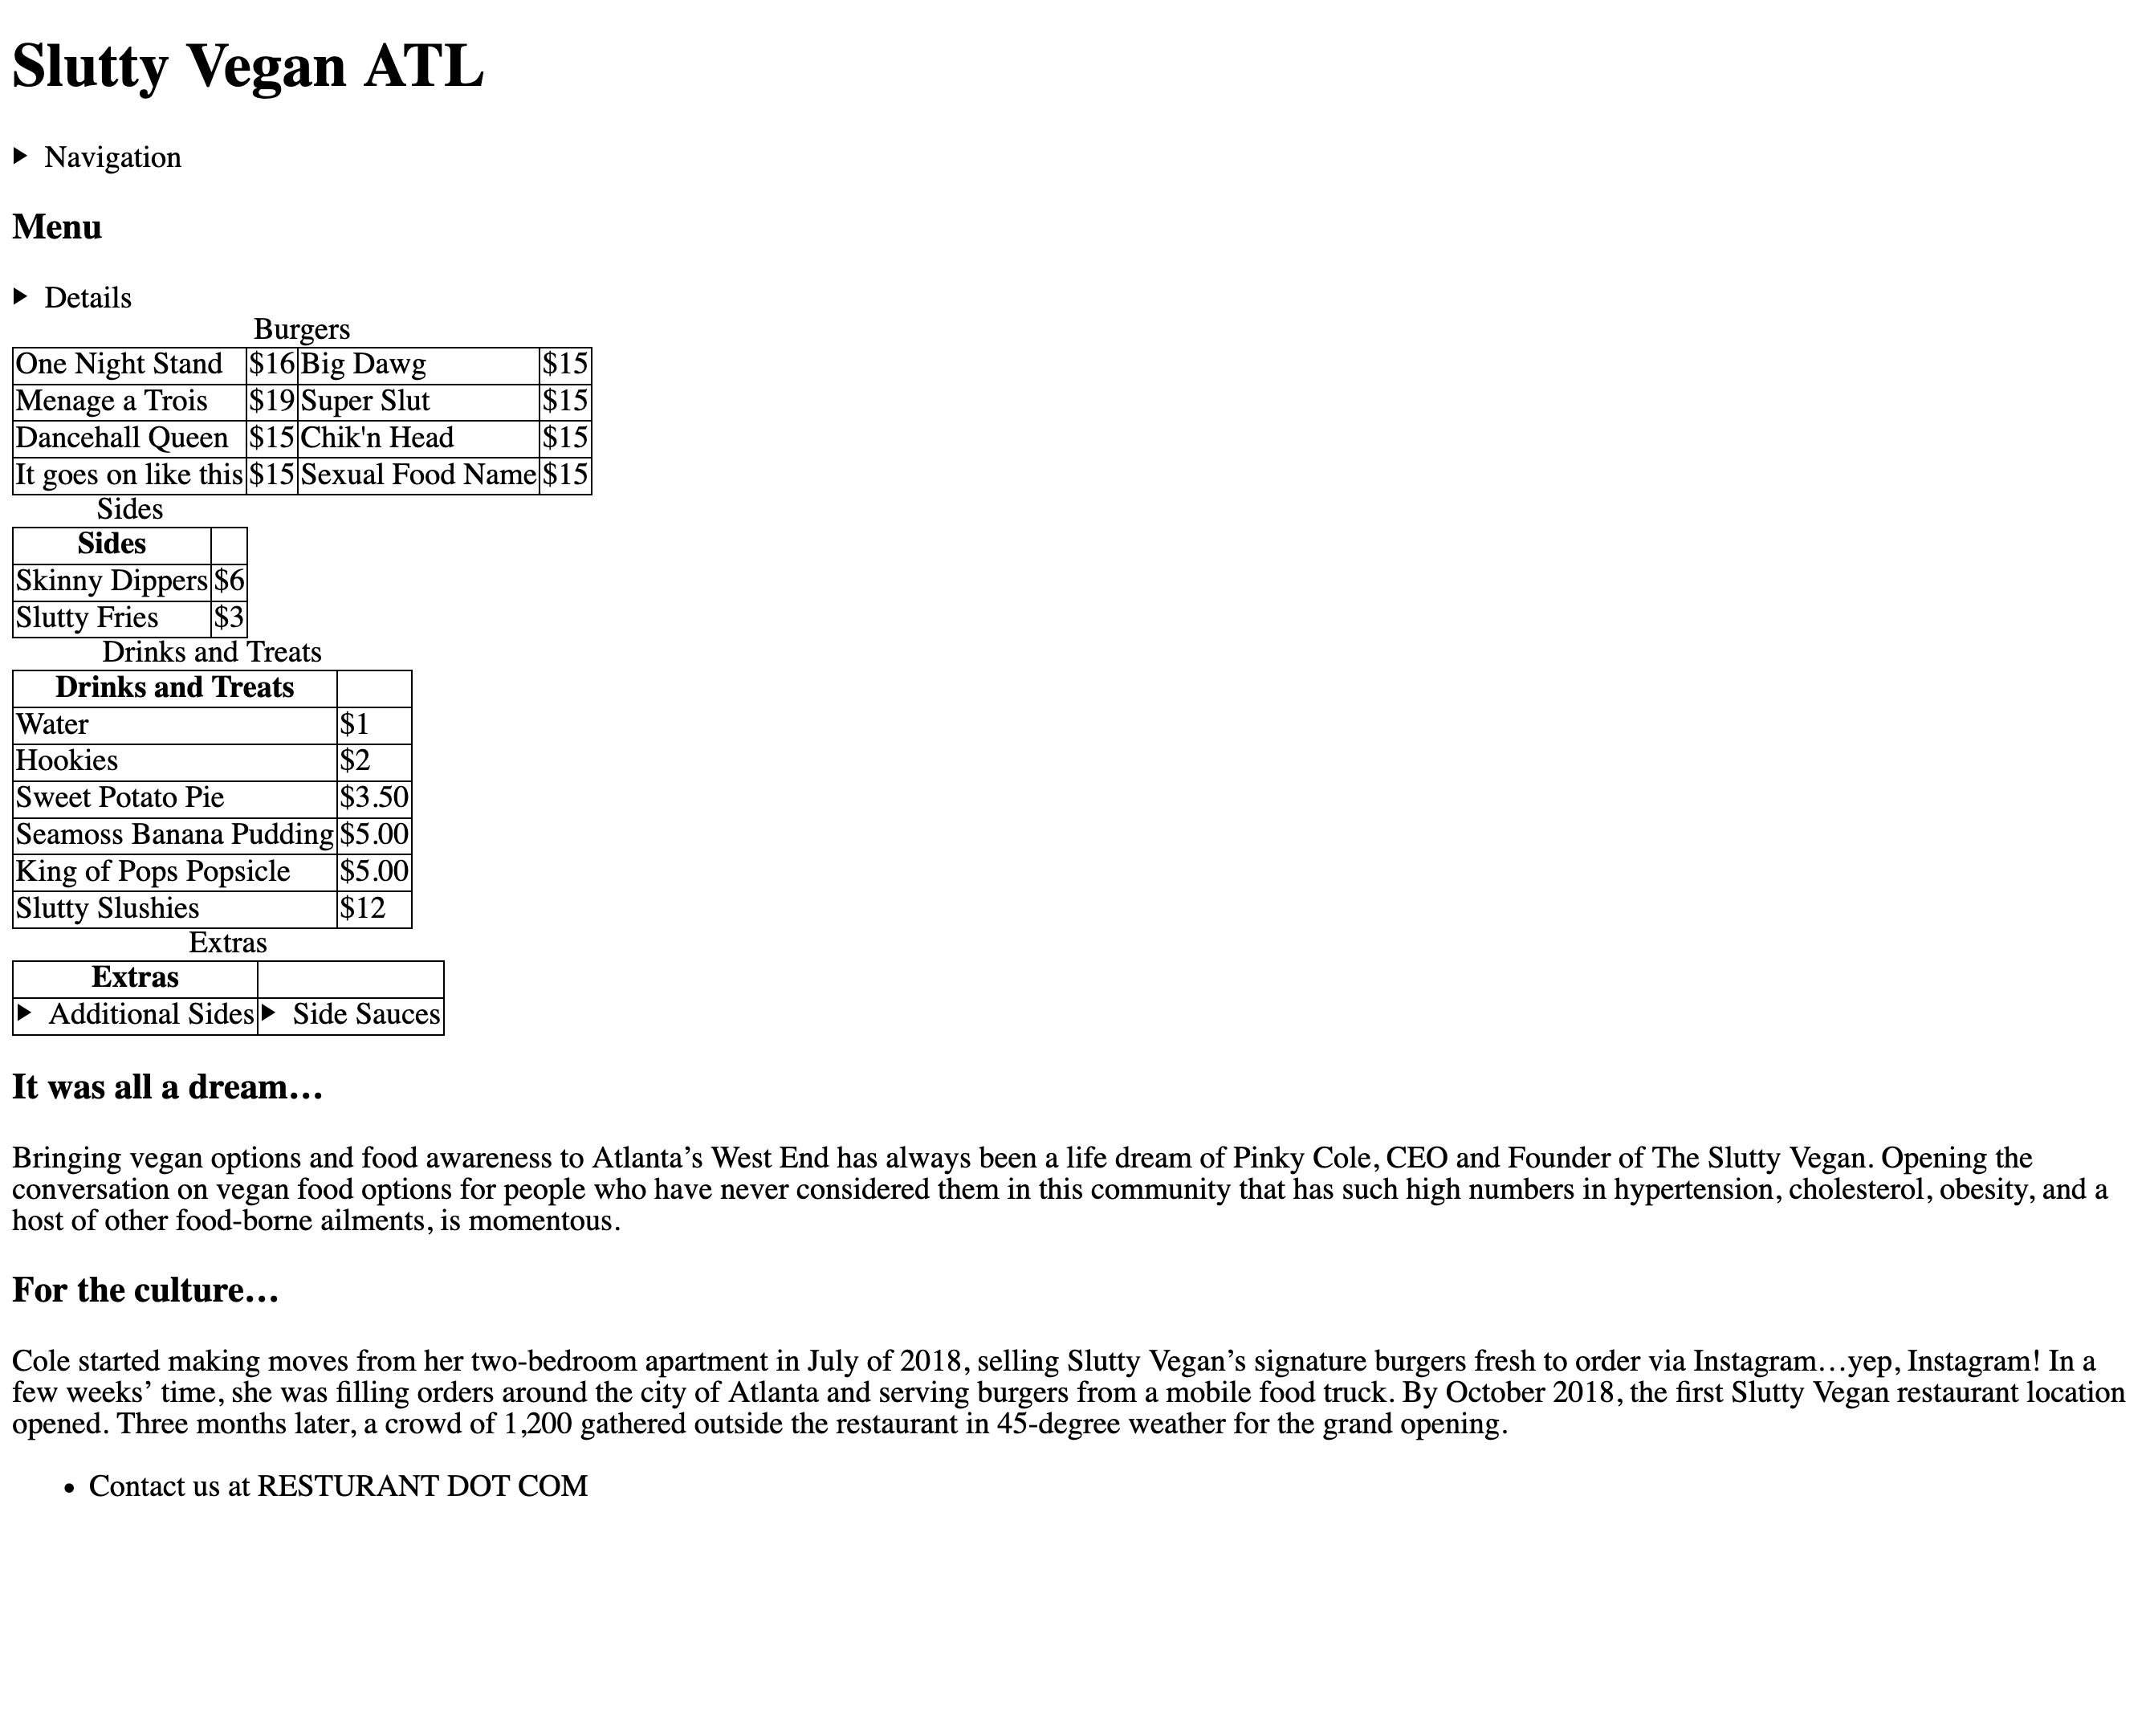 Slutty Vegan ATL
Navigation
Menu
Details
Burgers
One Night Stand $16 Big Dawg $15
Menage a Trois $19 Super Slut $15
Dancehall Queen $15 Chik'n Head $15
It goes on like this $15 Sexual Food Name $15
Sides
Sides
Skinny Dippers $6
Slutty Fries $3
Drinks and Treats
Drinks and Treats
Water $1
Hookies $2
Sweet Potato Pie $3.50
Seamoss Banana Pudding $5.00
King of Pops Popsicle $5.00
Slutty Slushies $12
Extras
Extras
Additional Sides Side Sauces
It was all a dream…
Bringing vegan options and food awareness to Atlanta’s West End has always been a life dream of Pinky Cole, CEO and Founder of The Slutty Vegan. Opening the
conversation on vegan food options for people who have never considered them in this community that has such high numbers in hypertension, cholesterol, obesity, and a
host of other food-borne ailments, is momentous.
For the culture…
Cole started making moves from her two-bedroom apartment in July of 2018, selling Slutty Vegan’s signature burgers fresh to order via Instagram…yep, Instagram! In a
few weeks’ time, she was filling orders around the city of Atlanta and serving burgers from a mobile food truck. By October 2018, the first Slutty Vegan restaurant location
opened. Three months later, a crowd of 1,200 gathered outside the restaurant in 45-degree weather for the grand opening.
• Contact us at RESTURANT DOT COM